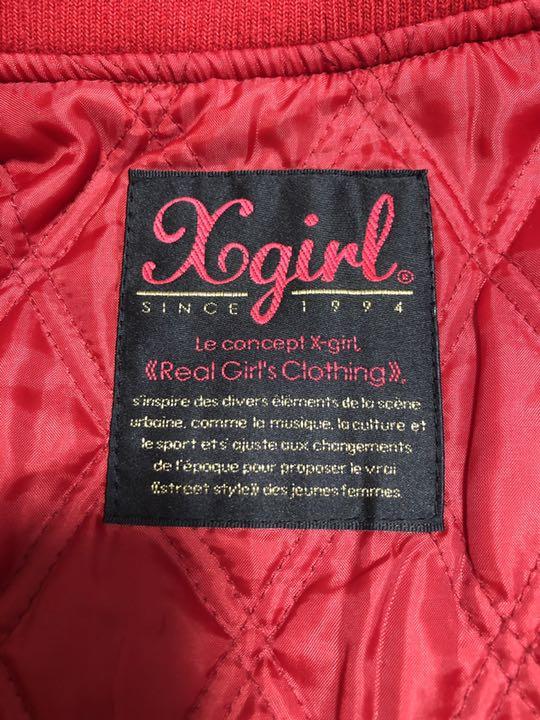 X-girl®
SINCE 1994
Le concept X-girl,
《Real Girl's Clothing》,
s'inspire des divers éléments de la scène
urbaine, comme la musique, la culture et
le sport et s' ajuste aux changements
de l'époque pour proposer le vrai
《street style》 des jeunes femmes.